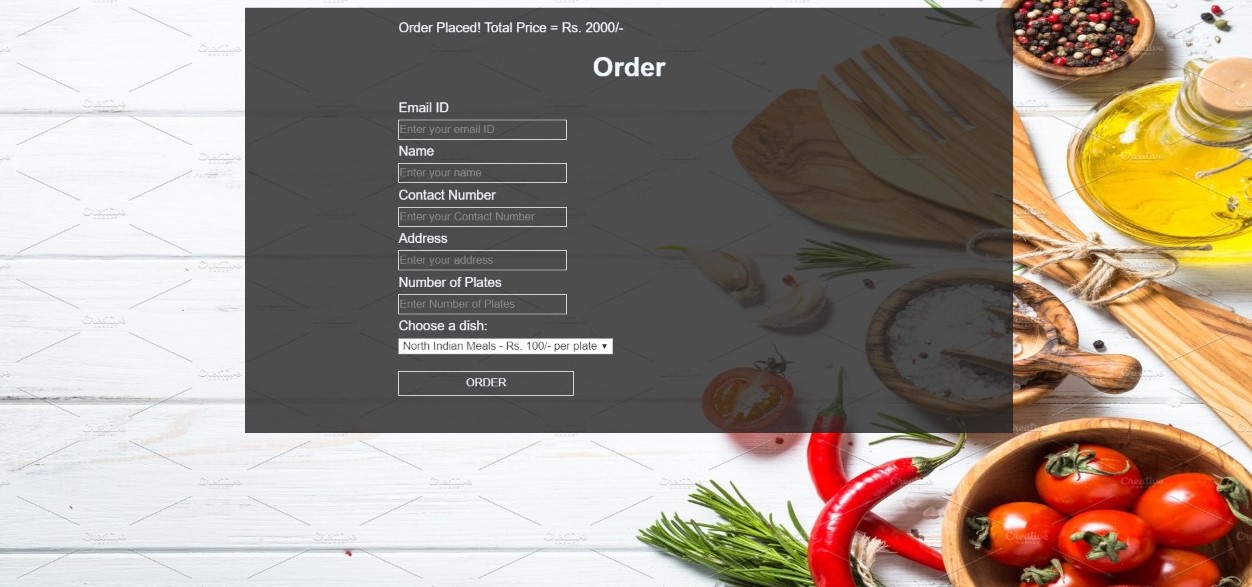 Order Placed! Total Price = Rs. 2000/-
Order
Email ID
Enter your email ID
Name
Enter your name
Contact Number
Enter your Contact Number
Address
Enter your address
Number of Plates
Enter Number of Plates
Choose a dish:
North Indian Meals - Rs. 100/- per plate
ORDER